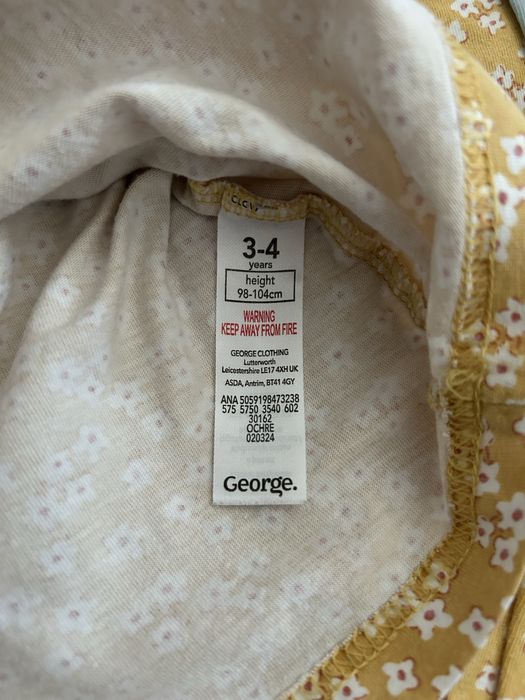 3-4
years
height
98-104cm
WARNING
KEEP AWAY FROM FIRE
GEORGE CLOTHING
Lutterworth
Leicestershire LE17 4XH UK
ASDA, Antrim, BT41 4GY
ANA 5059198473238
575 5750 3540 602
30162
OCHRE
020324
George.